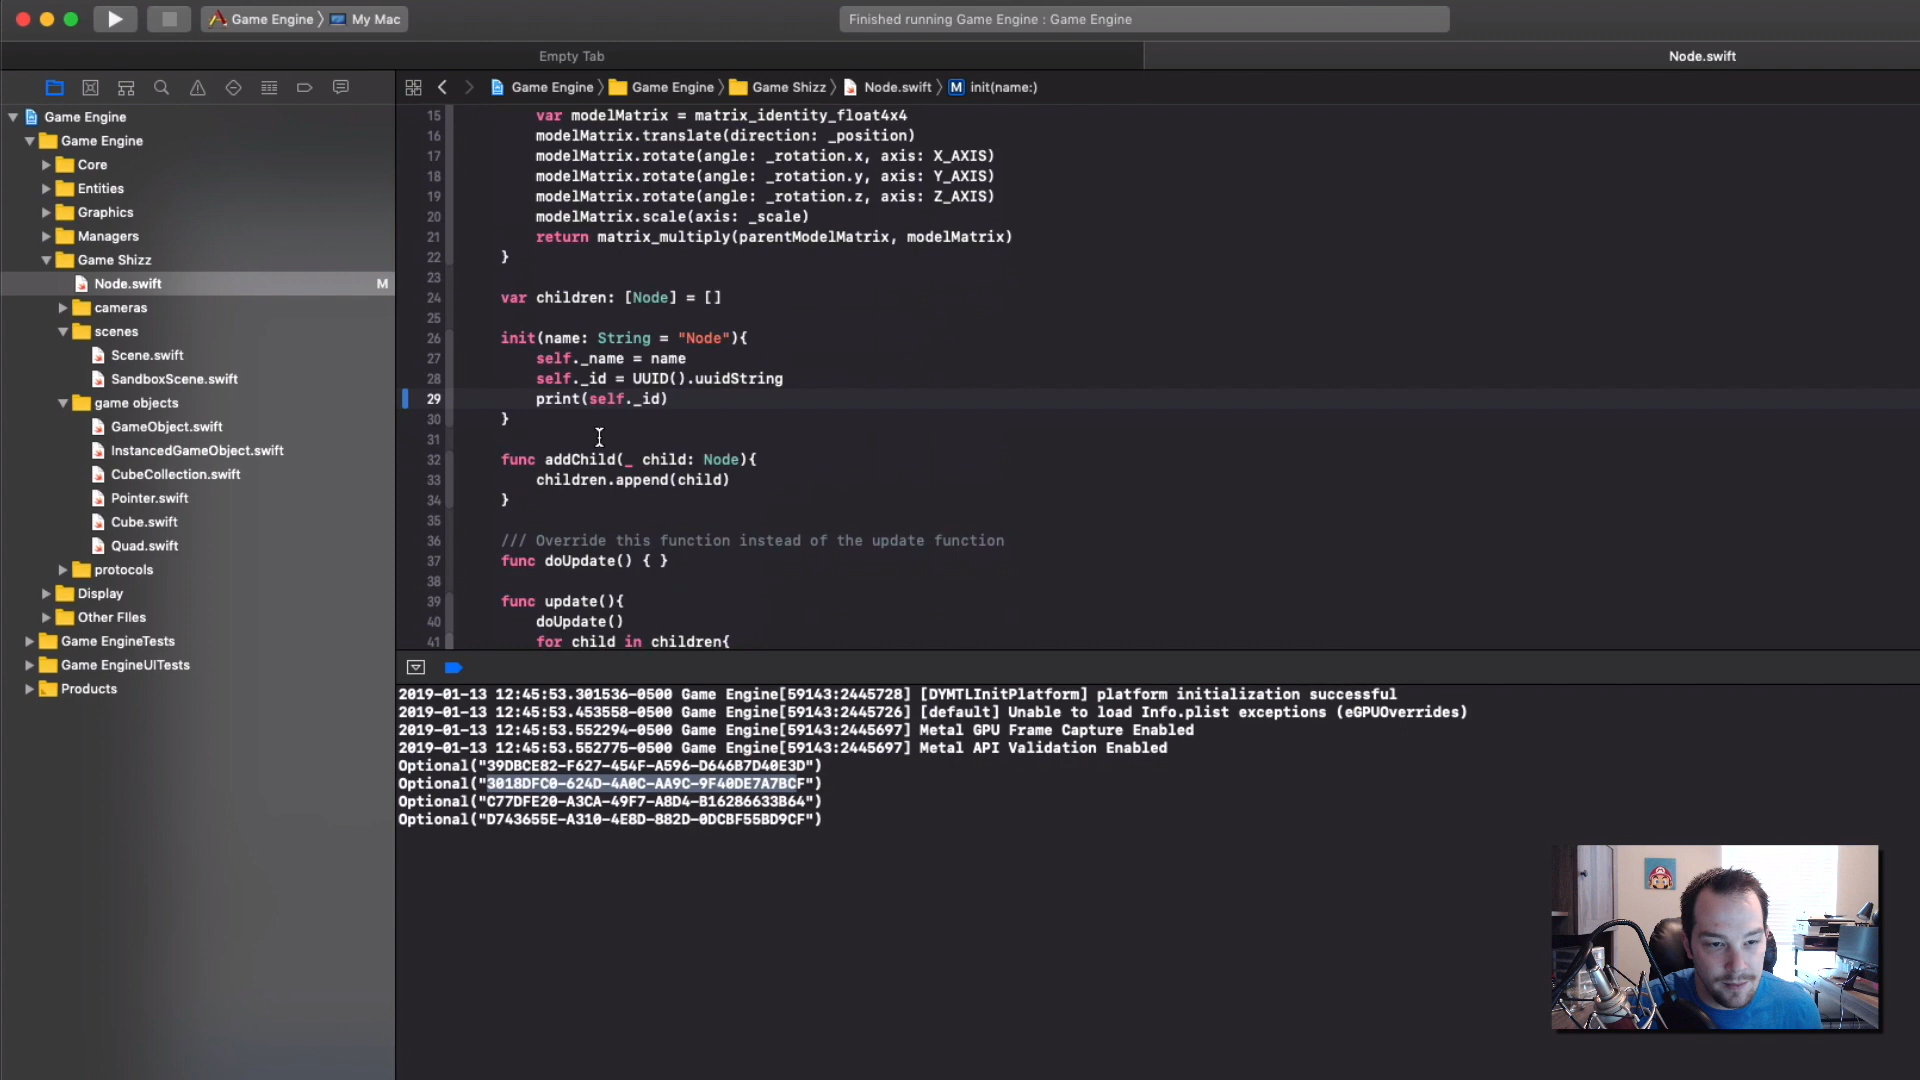 Game Engine 〉 My Mac
Finished running Game Engine : Game Engine
Empty Tab
Node.swift
Game Engine 〉 Game Engine 〉 Game Shizz 〉 Node.swift 〉 M init(name:)
Game Engine
Game Engine
Core
Entities
Graphics
Managers
Game Shizz
Node.swift M
cameras
scenes
Scene.swift
SandboxScene.swift
game objects
GameObject.swift
InstancedGameObject.swift
CubeCollection.swift
Pointer.swift
Cube.swift
Quad.swift
protocols
Display
Other FIles
Game EngineTests
Game EngineUITests
Products
15 var modelMatrix = matrix_identity_float4x4
16 modelMatrix.translate(direction: _position)
17 modelMatrix.rotate(angle: _rotation.x, axis: X_AXIS)
18 modelMatrix.rotate(angle: _rotation.y, axis: Y_AXIS)
19 modelMatrix.rotate(angle: _rotation.z, axis: Z_AXIS)
20 modelMatrix.scale(axis: _scale)
21 return matrix_multiply(parentModelMatrix, modelMatrix)
22 }
23
24 var children: [Node] = []
25
26 init(name: String = "Node"){
27 self._name = name
28 self._id = UUID().uuidString
29 print(self._id)
30 }
31
32 func addChild(_ child: Node){
33 children.append(child)
34 }
35
36 /// Override this function instead of the update function
37 func doUpdate() { }
38
39 func update(){
40 doUpdate()
41 for child in children{
2019-01-13 12:45:53.301536-0500 Game Engine[59143:2445728] [DYMTLInitPlatform] platform initialization successful
2019-01-13 12:45:53.453558-0500 Game Engine[59143:2445726] [default] Unable to load Info.plist exceptions (eGPUOverrides)
2019-01-13 12:45:53.552294-0500 Game Engine[59143:2445697] Metal GPU Frame Capture Enabled
2019-01-13 12:45:53.552775-0500 Game Engine[59143:2445697] Metal API Validation Enabled
Optional("39DBCE82-F627-454F-A596-D646B7D40E3D")
Optional("3018DFC0-624D-4A0C-AA9C-9F40DE7A7BCF")
Optional("C77DFE20-A3CA-49F7-A8D4-B16286633B64")
Optional("D743655E-A310-4E8D-882D-0DCBF55BD9CF")